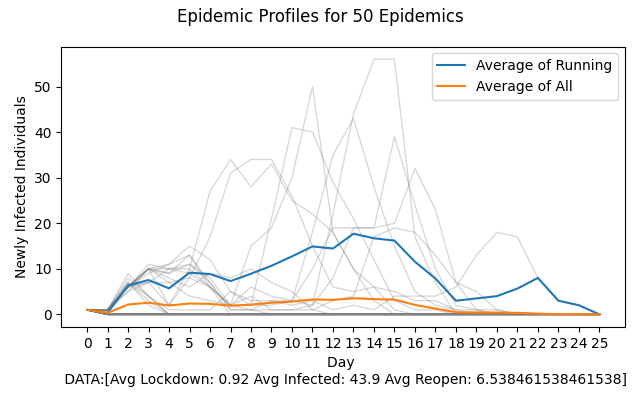 Epidemic Profiles for 50 Epidemics
Newly Infected Individuals
50
40
30
20
10
0
Average of Running
Average of All
0 1 2 3 4 5 6 7 8 9 10 11 12 13 14 15 16 17 18 19 20 21 22 23 24 25
Day
DATA:[Avg Lockdown: 0.92 Avg Infected: 43.9 Avg Reopen: 6.538461538461538]